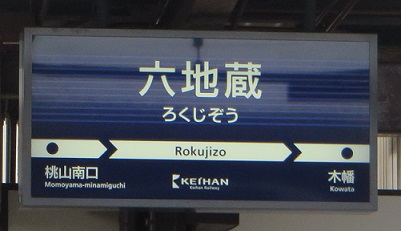 六地蔵
ろくじぞう
Rokujizo
桃山南口
Momoyama-minamiguchi
KEIHAN
Keihan Railway
木幡
Kowata